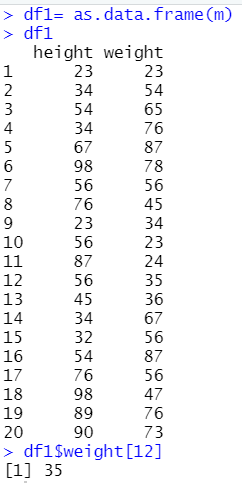 > df1= as.data.frame(m)
> df1
   height weight
1      23     23
2      34     54
3      54     65
4      34     76
5      67     87
6      98     78
7      56     56
8      76     45
9      23     34
10     56     23
11     87     24
12     56     35
13     45     36
14     34     67
15     32     56
16     54     87
17     76     56
18     98     47
19     89     76
20     90     73
> df1$weight[12]
[1] 35